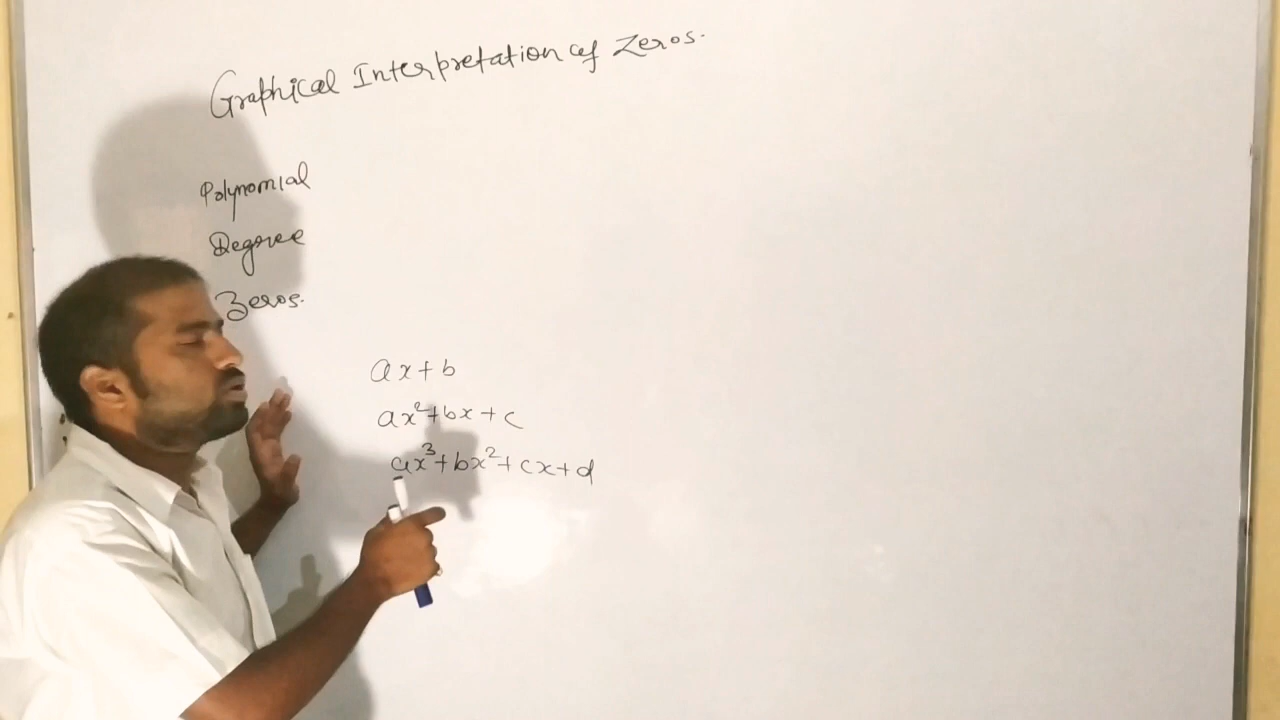 Graphical Interpretation of Zeros.
Polynomial
Degree
Zeros.
ax+b
ax²+bx+c
ax³+bx²+cx+d